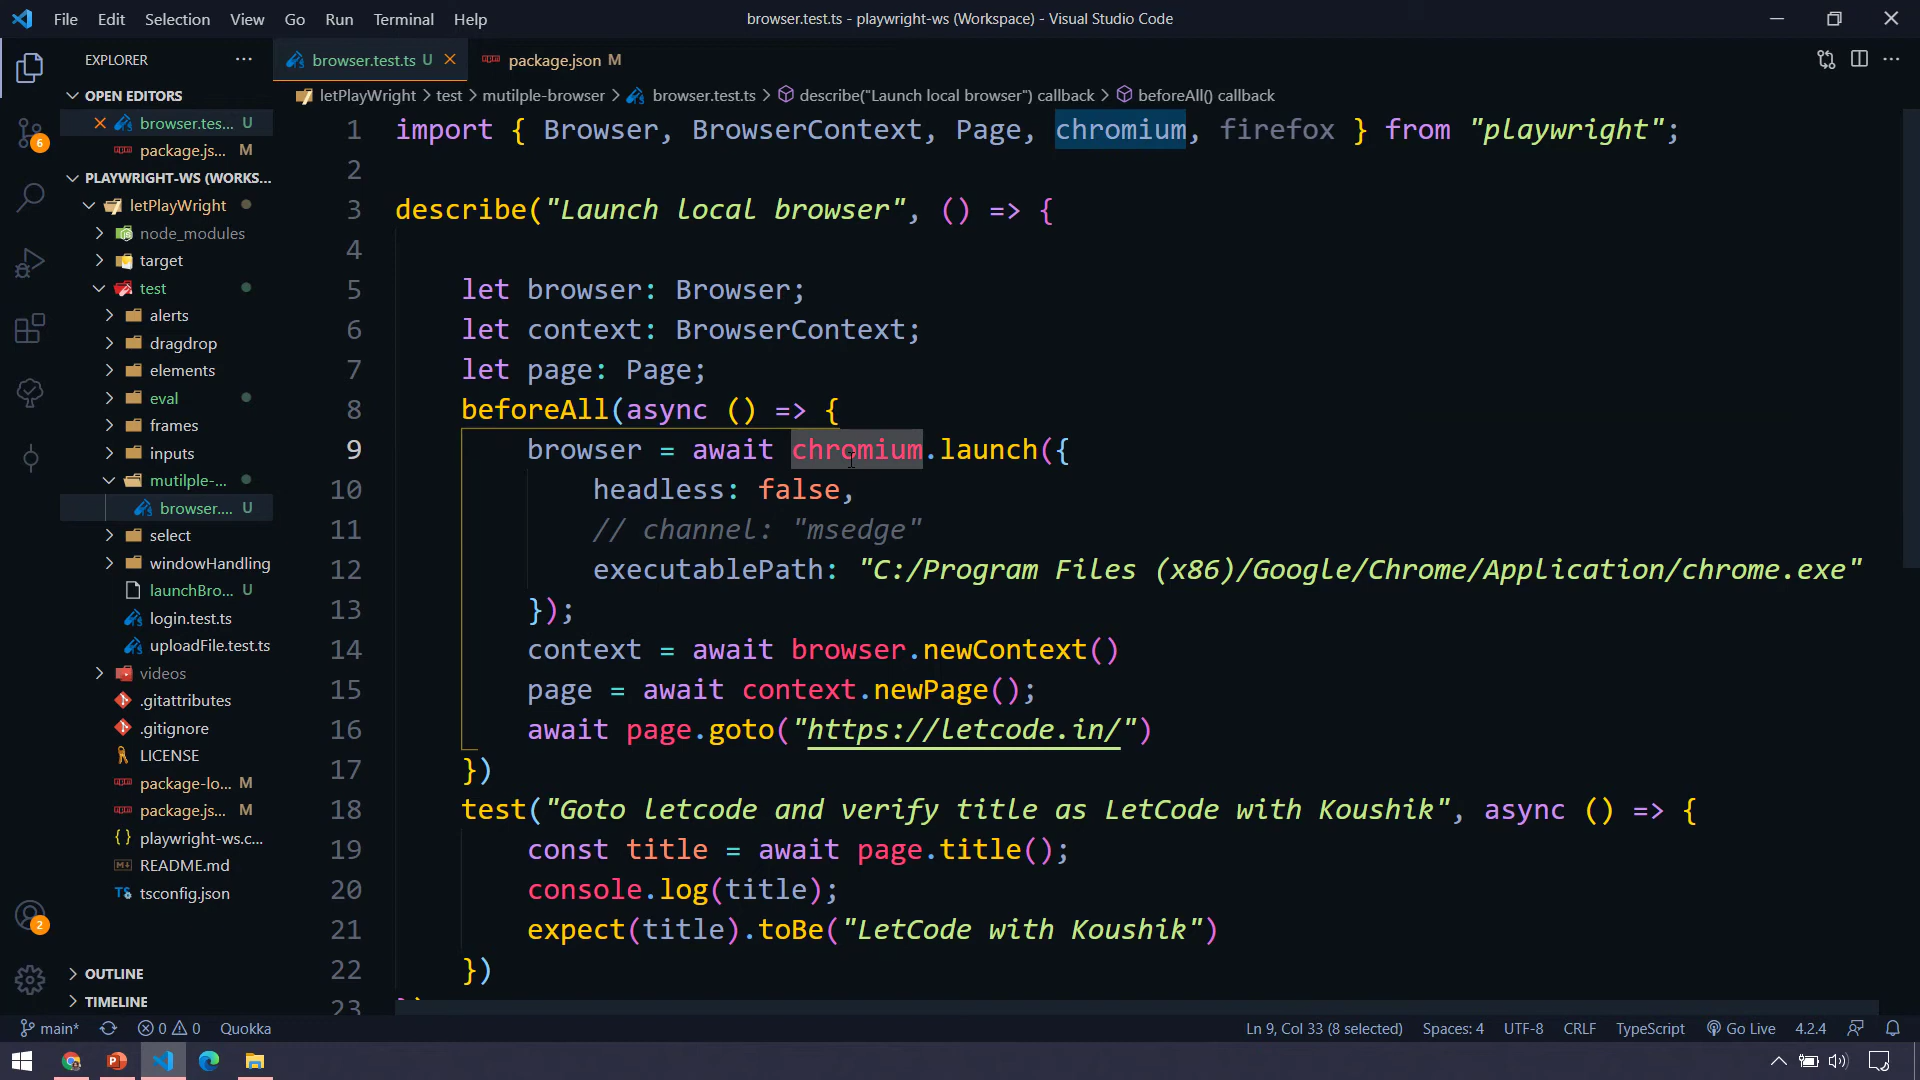 File Edit Selection View Go Run Terminal Help
browser.test.ts - playwright-ws (Workspace) - Visual Studio Code
EXPLORER
OPEN EDITORS
browser.tes... U
package.js... M
PLAYWRIGHT-WS (WORKS...
letPlayWright
node_modules
target
test
alerts
dragdrop
elements
eval
frames
inputs
mutilple-...
browser.... U
select
windowHandling
launchBro... U
login.test.ts
uploadFile.test.ts
videos
.gitattributes
.gitignore
LICENSE
package-lo... M
package.js... M
playwright-ws.c...
README.md
tsconfig.json
OUTLINE
TIMELINE
6
2
browser.test.ts U
package.json M
letPlayWright > test > mutilple-browser > browser.test.ts > describe("Launch local browser") callback > beforeAll() callback
1 import { Browser, BrowserContext, Page, chromium, firefox } from "playwright";
2
3 describe("Launch local browser", () => {
4
5 let browser: Browser;
6 let context: BrowserContext;
7 let page: Page;
8 beforeAll(async () => {
9 browser = await chromium.launch({
10 headless: false,
11 // channel: "msedge"
12 executablePath: "C:/Program Files (x86)/Google/Chrome/Application/chrome.exe"
13 });
14 context = await browser.newContext()
15 page = await context.newPage();
16 await page.goto("https://letcode.in/")
17 })
18 test("Goto letcode and verify title as LetCode with Koushik", async () => {
19 const title = await page.title();
20 console.log(title);
21 expect(title).toBe("LetCode with Koushik")
22 })
23
main* 0 0 Quokka
Ln 9, Col 33 (8 selected) Spaces: 4 UTF-8 CRLF TypeScript Go Live 4.2.4